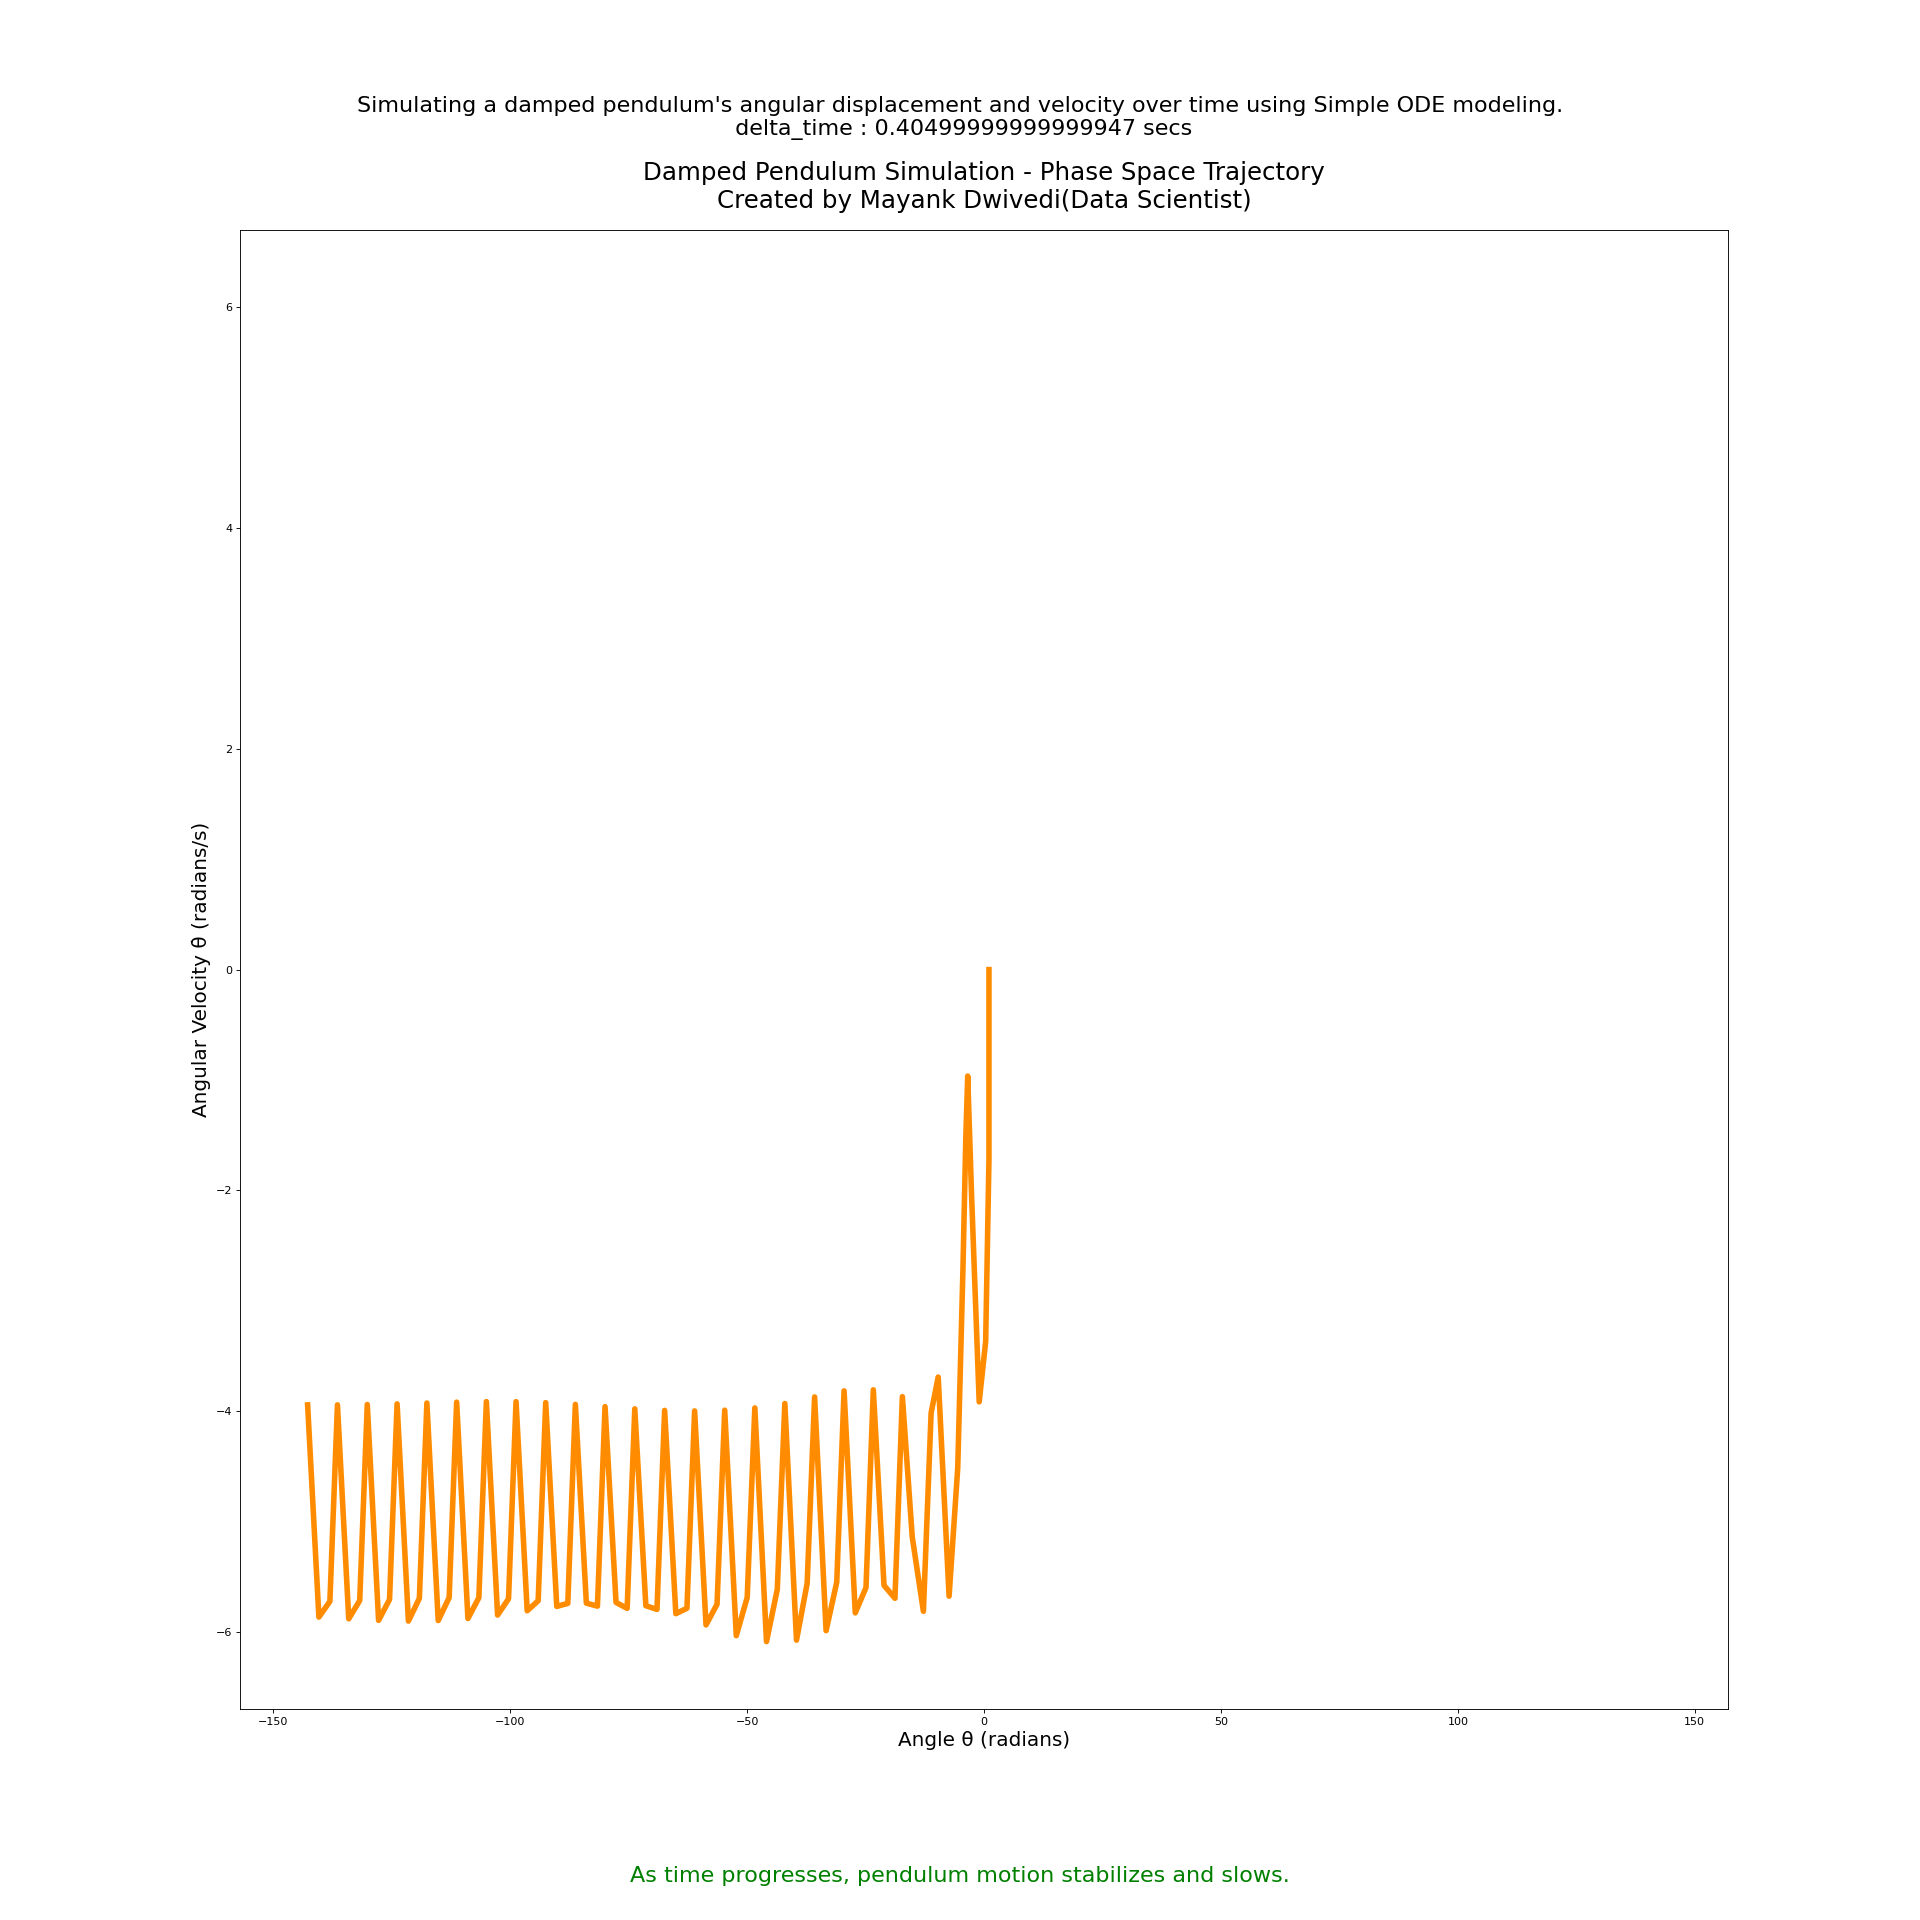 Simulating a damped pendulum's angular displacement and velocity over time using Simple ODE modeling.
delta_time : 0.40499999999999947 secs
Damped Pendulum Simulation - Phase Space Trajectory
Created by Mayank Dwivedi(Data Scientist)
6
4
2
0
−2
−4
−6
Angular Velocity θ (radians/s)
−150
−100
−50
0
50
100
150
Angle θ (radians)
As time progresses, pendulum motion stabilizes and slows.